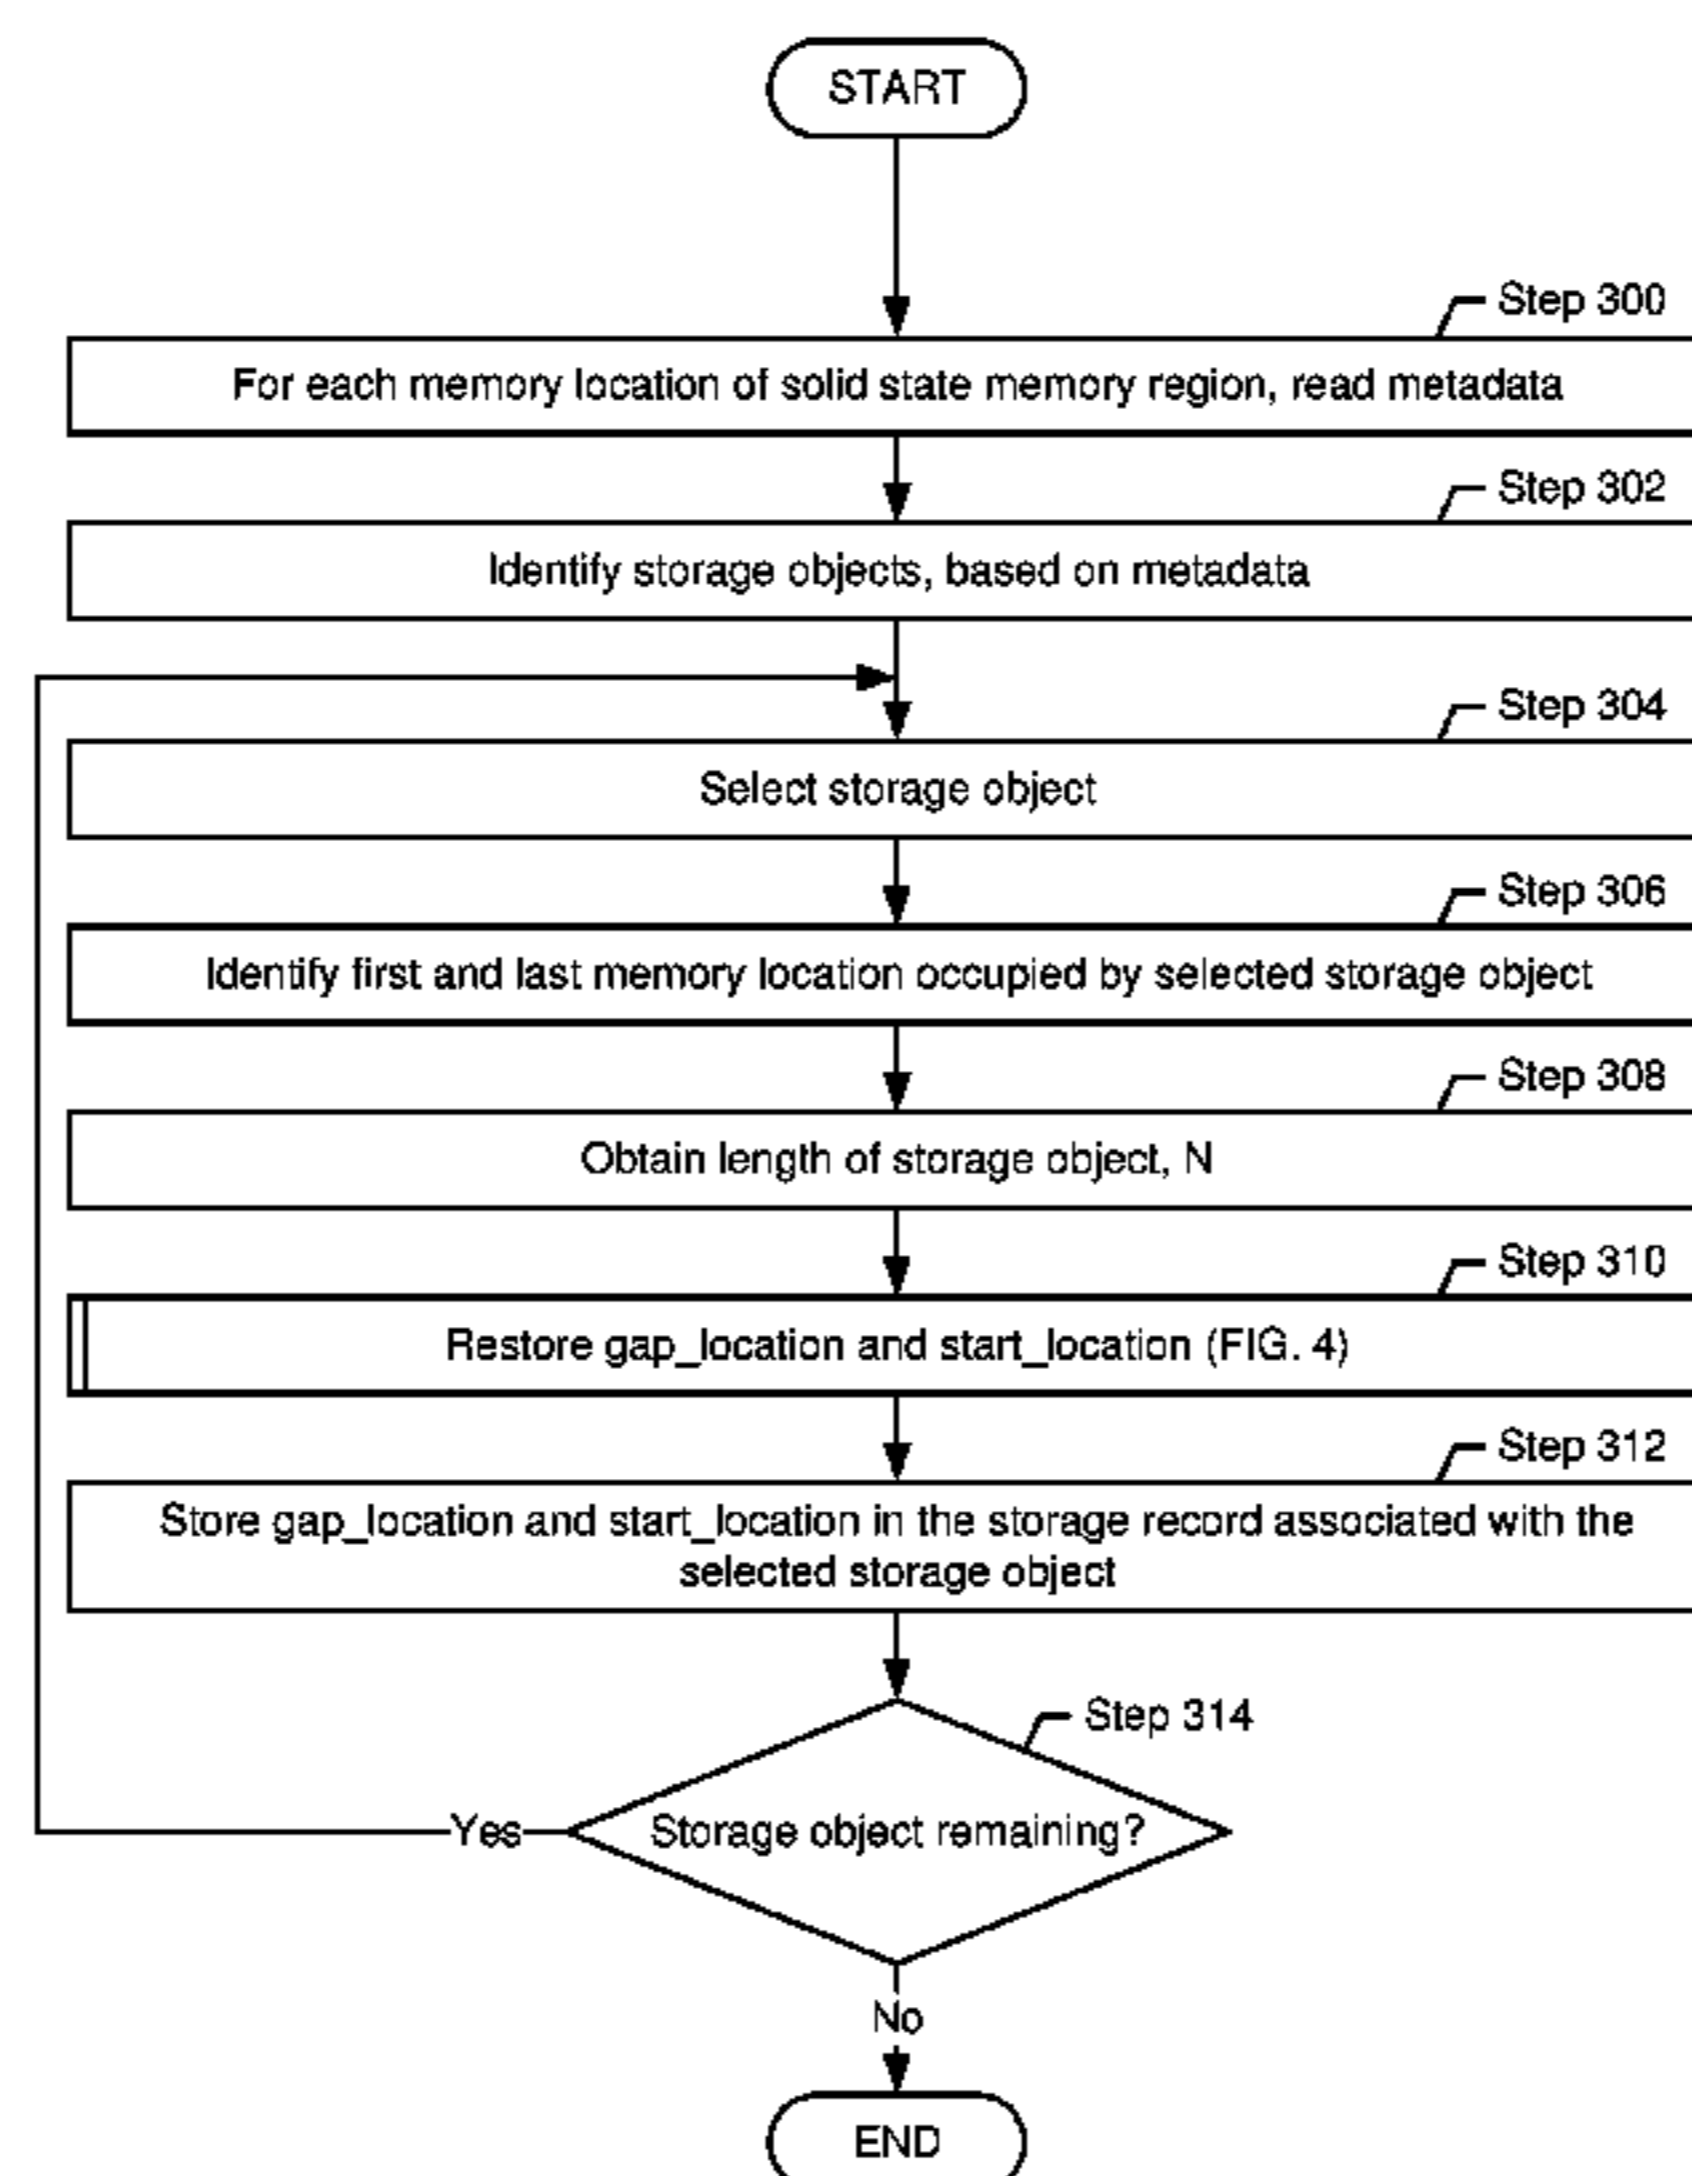 START
Step 300
For each memory location of solid state memory region, read metadata
Step 302
Identify storage objects, based on metadata
Step 304
Select storage object
Step 306
Identify first and last memory location occupied by selected storage object
Step 308
Obtain length of storage object, N
Step 310
Restore gap_location and start_location (FIG. 4)
Step 312
Store gap_location and start_location in the storage record associated with the
selected storage object
Step 314
Storage object remaining?
Yes
No
END